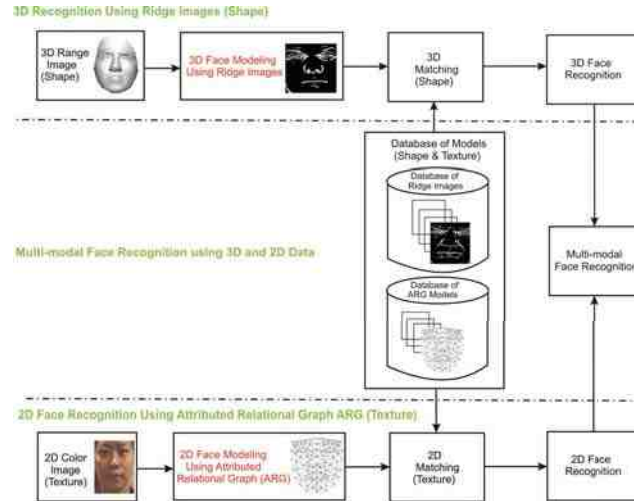 3D Recognition Using Ridge Images (Shape)
3D Range
Image
(Shape)
3D Face Modeling
Using Ridge Images
3D
Matching
(Shape)
3D Face
Recognition
Database of Models
(Shape & Texture)
Database of
Ridge Images
Multi-modal Face Recognition using 3D and 2D Data
Multi-modal
Face Recognition
Database of
ARG Models
2D Face Recognition Using Attributed Relational Graph ARG (Texture)
2D Color
Image
(Texture)
2D Face Modeling
Using Attributed
Relational Graph (ARG)
2D
Matching
(Texture)
2D Face
Recognition